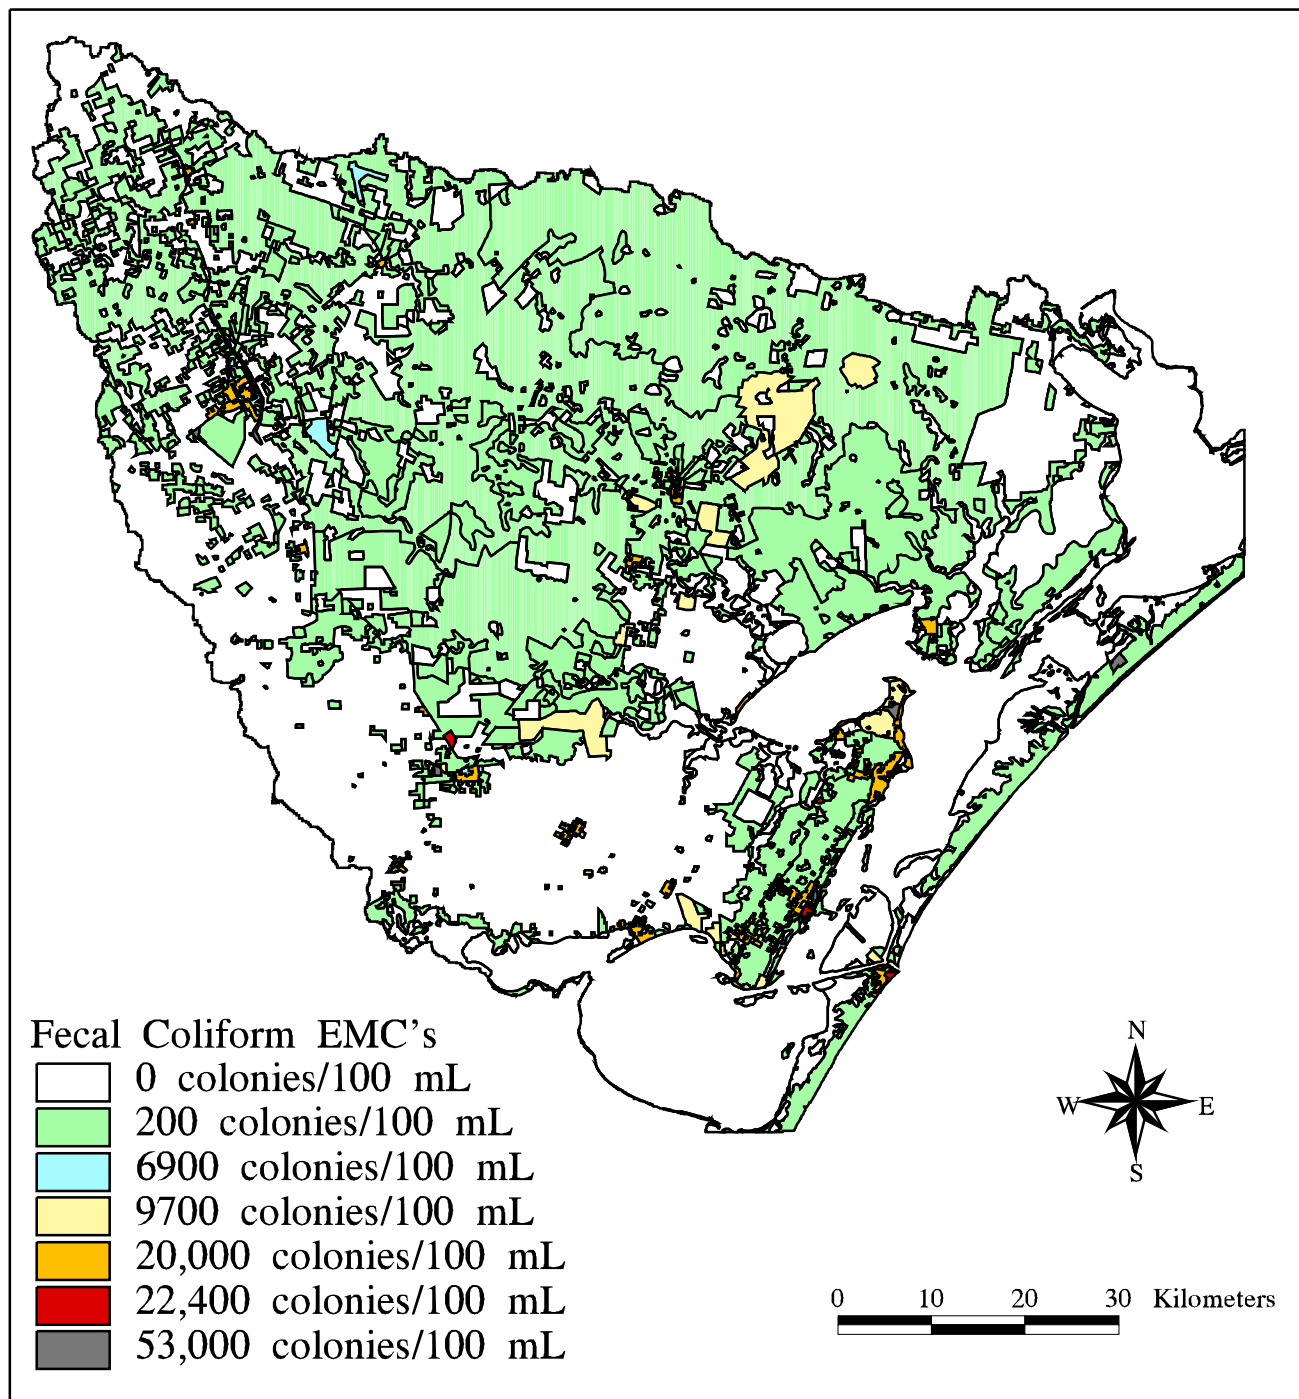 Fecal Coliform EMC's
0 colonies/100 mL
200 colonies/100 mL
6900 colonies/100 mL
9700 colonies/100 mL
20,000 colonies/100 mL
22,400 colonies/100 mL
53,000 colonies/100 mL
N
W E
S
0 10 20 30 Kilometers